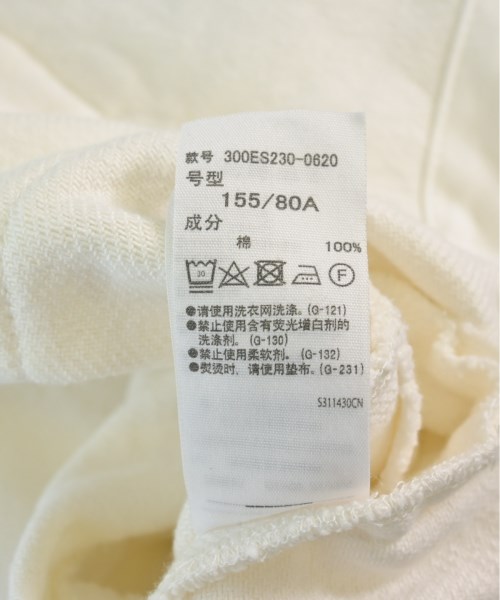 款号 300ES230-0620
号型
155/80A
成分
棉 100%
30
F
●请使用洗衣网洗涤。(G-121)
●禁止使用含有荧光增白剂的
洗涤剂。(G-130)
●禁止使用柔软剂。(G-132)
●熨烫时，请使用垫布。(G-231)
S311430CN